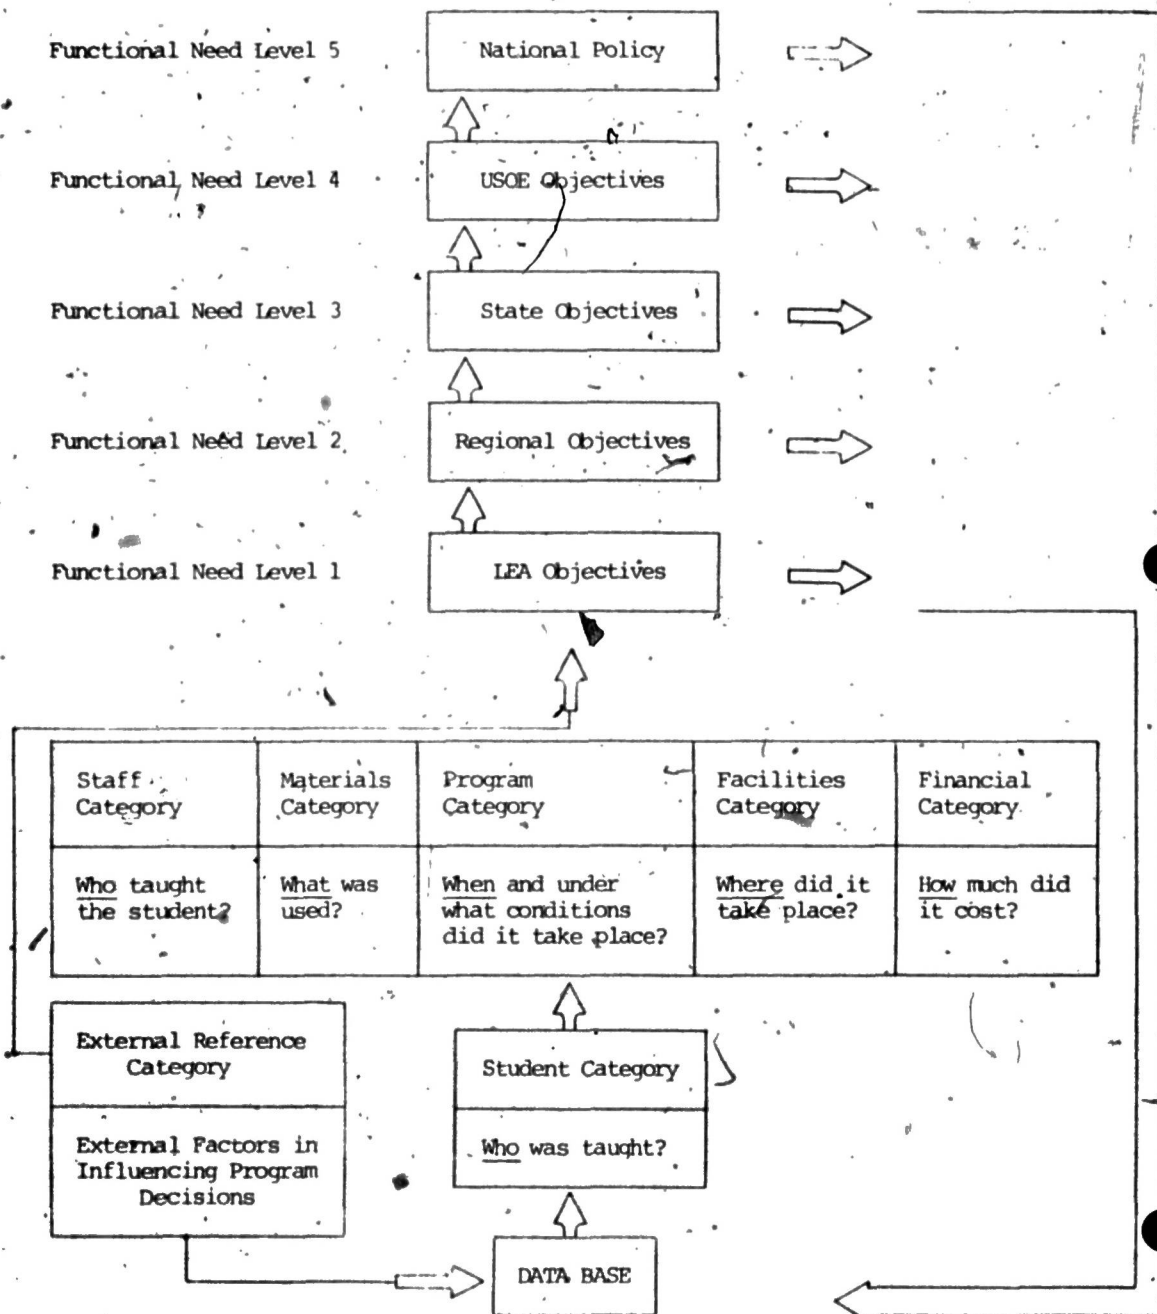 Functional Need Level 5
National Policy
Functional Need Level 4
USOE Objectives
Functional Need Level 3
State Objectives
Functional Need Level 2
Regional Objectives
Functional Need Level 1
LEA Objectives
Staff
Category
Materials
Category
Program
Category
Facilities
Category
Financial
Category
Who taught
the student?
What was
used?
When and under
what conditions
did it take place?
Where did it
take place?
How much did
it cost?
External Reference
Category
Student Category
External Factors in
Influencing Program
Decisions
Who was taught?
DATA BASE